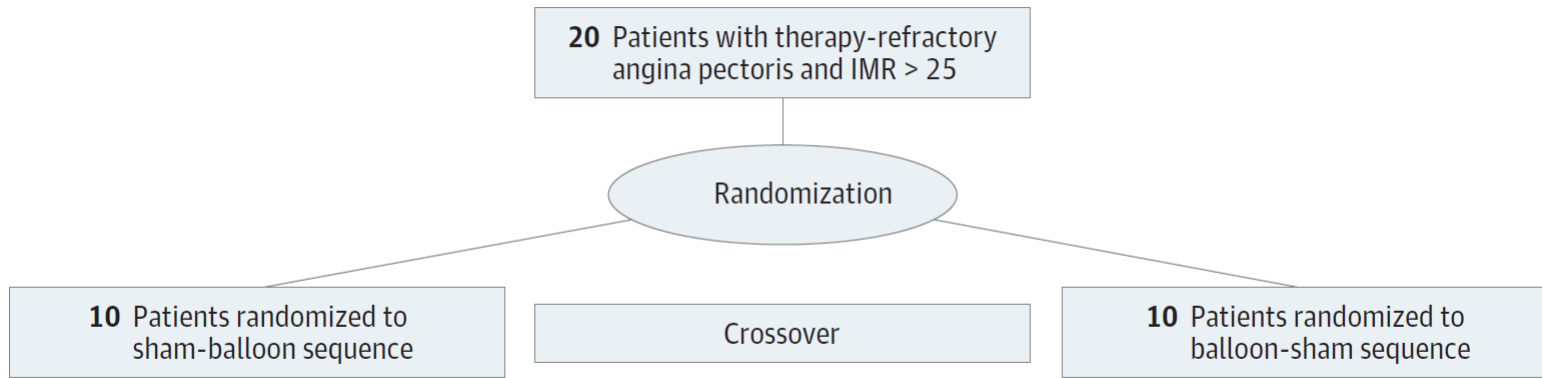 20 Patients with therapy-refractory
angina pectoris and IMR > 25
Randomization
10 Patients randomized to
sham-balloon sequence
Crossover
10 Patients randomized to
balloon-sham sequence